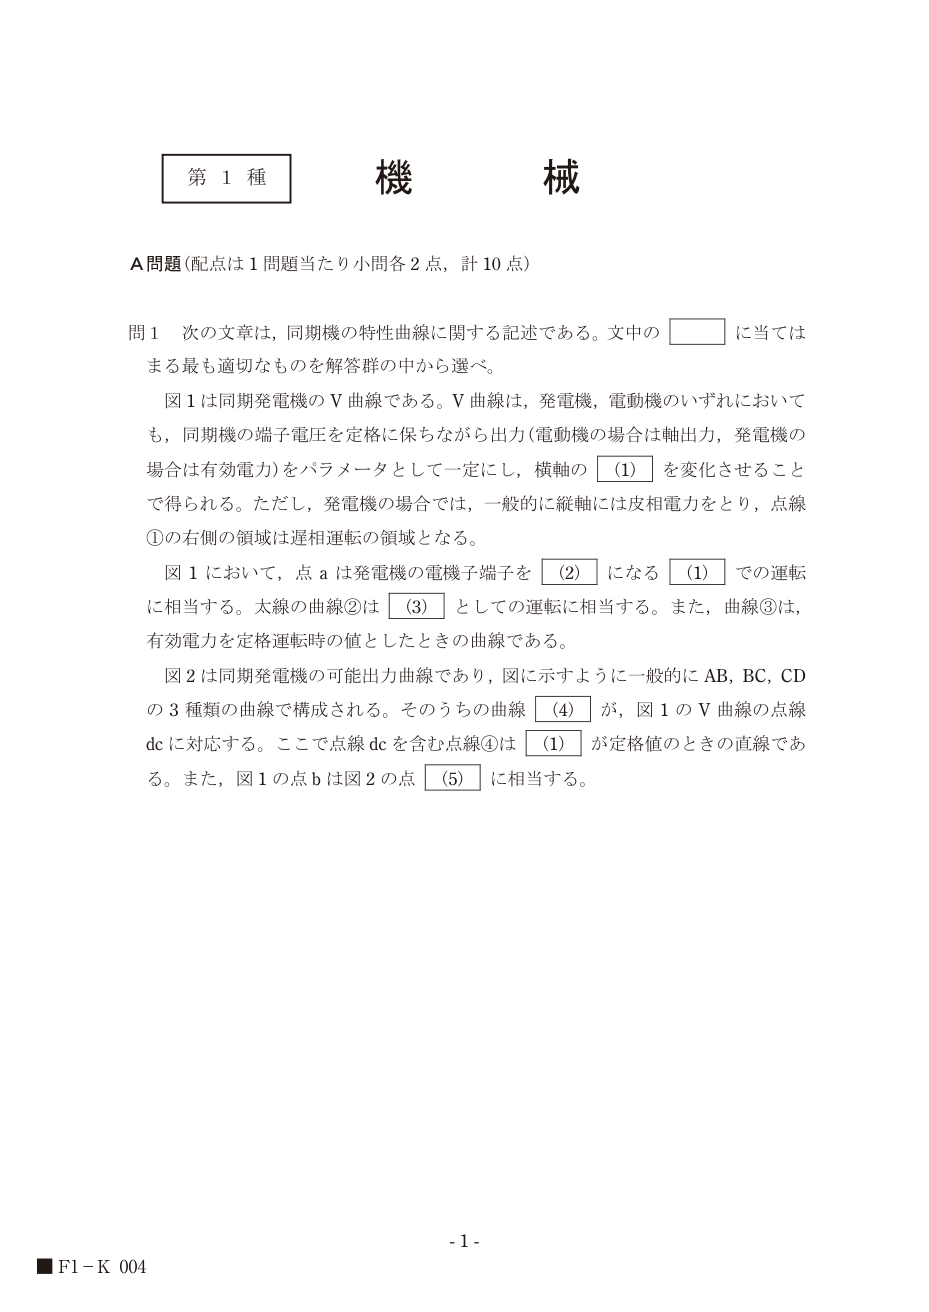 第 1 種
機 械
A問題(配点は1問題当たり小問各2点，計10点)
問1 次の文章は，同期機の特性曲線に関する記述である。文中の に当ては
まる最も適切なものを解答群の中から選べ。
図1は同期発電機のV曲線である。V曲線は，発電機，電動機のいずれにおいて
も，同期機の端子電圧を定格に保ちながら出力(電動機の場合は軸出力，発電機の
場合は有効電力)をパラメータとして一定にし，横軸の (1) を変化させること
で得られる。ただし，発電機の場合では，一般的に縦軸には皮相電力をとり，点線
①の右側の領域は遅相運転の領域となる。
図1において，点aは発電機の電機子端子を (2) になる (1) での運転
に相当する。太線の曲線②は (3) としての運転に相当する。また，曲線③は，
有効電力を定格運転時の値としたときの曲線である。
図2は同期発電機の可能出力曲線であり，図に示すように一般的にAB，BC，CD
の3種類の曲線で構成される。そのうちの曲線 (4) が，図1のV曲線の点線
dcに対応する。ここで点線dcを含む点線④は (1) が定格値のときの直線であ
る。また，図1の点bは図2の点 (5) に相当する。
- 1 -
■ F1－K 004